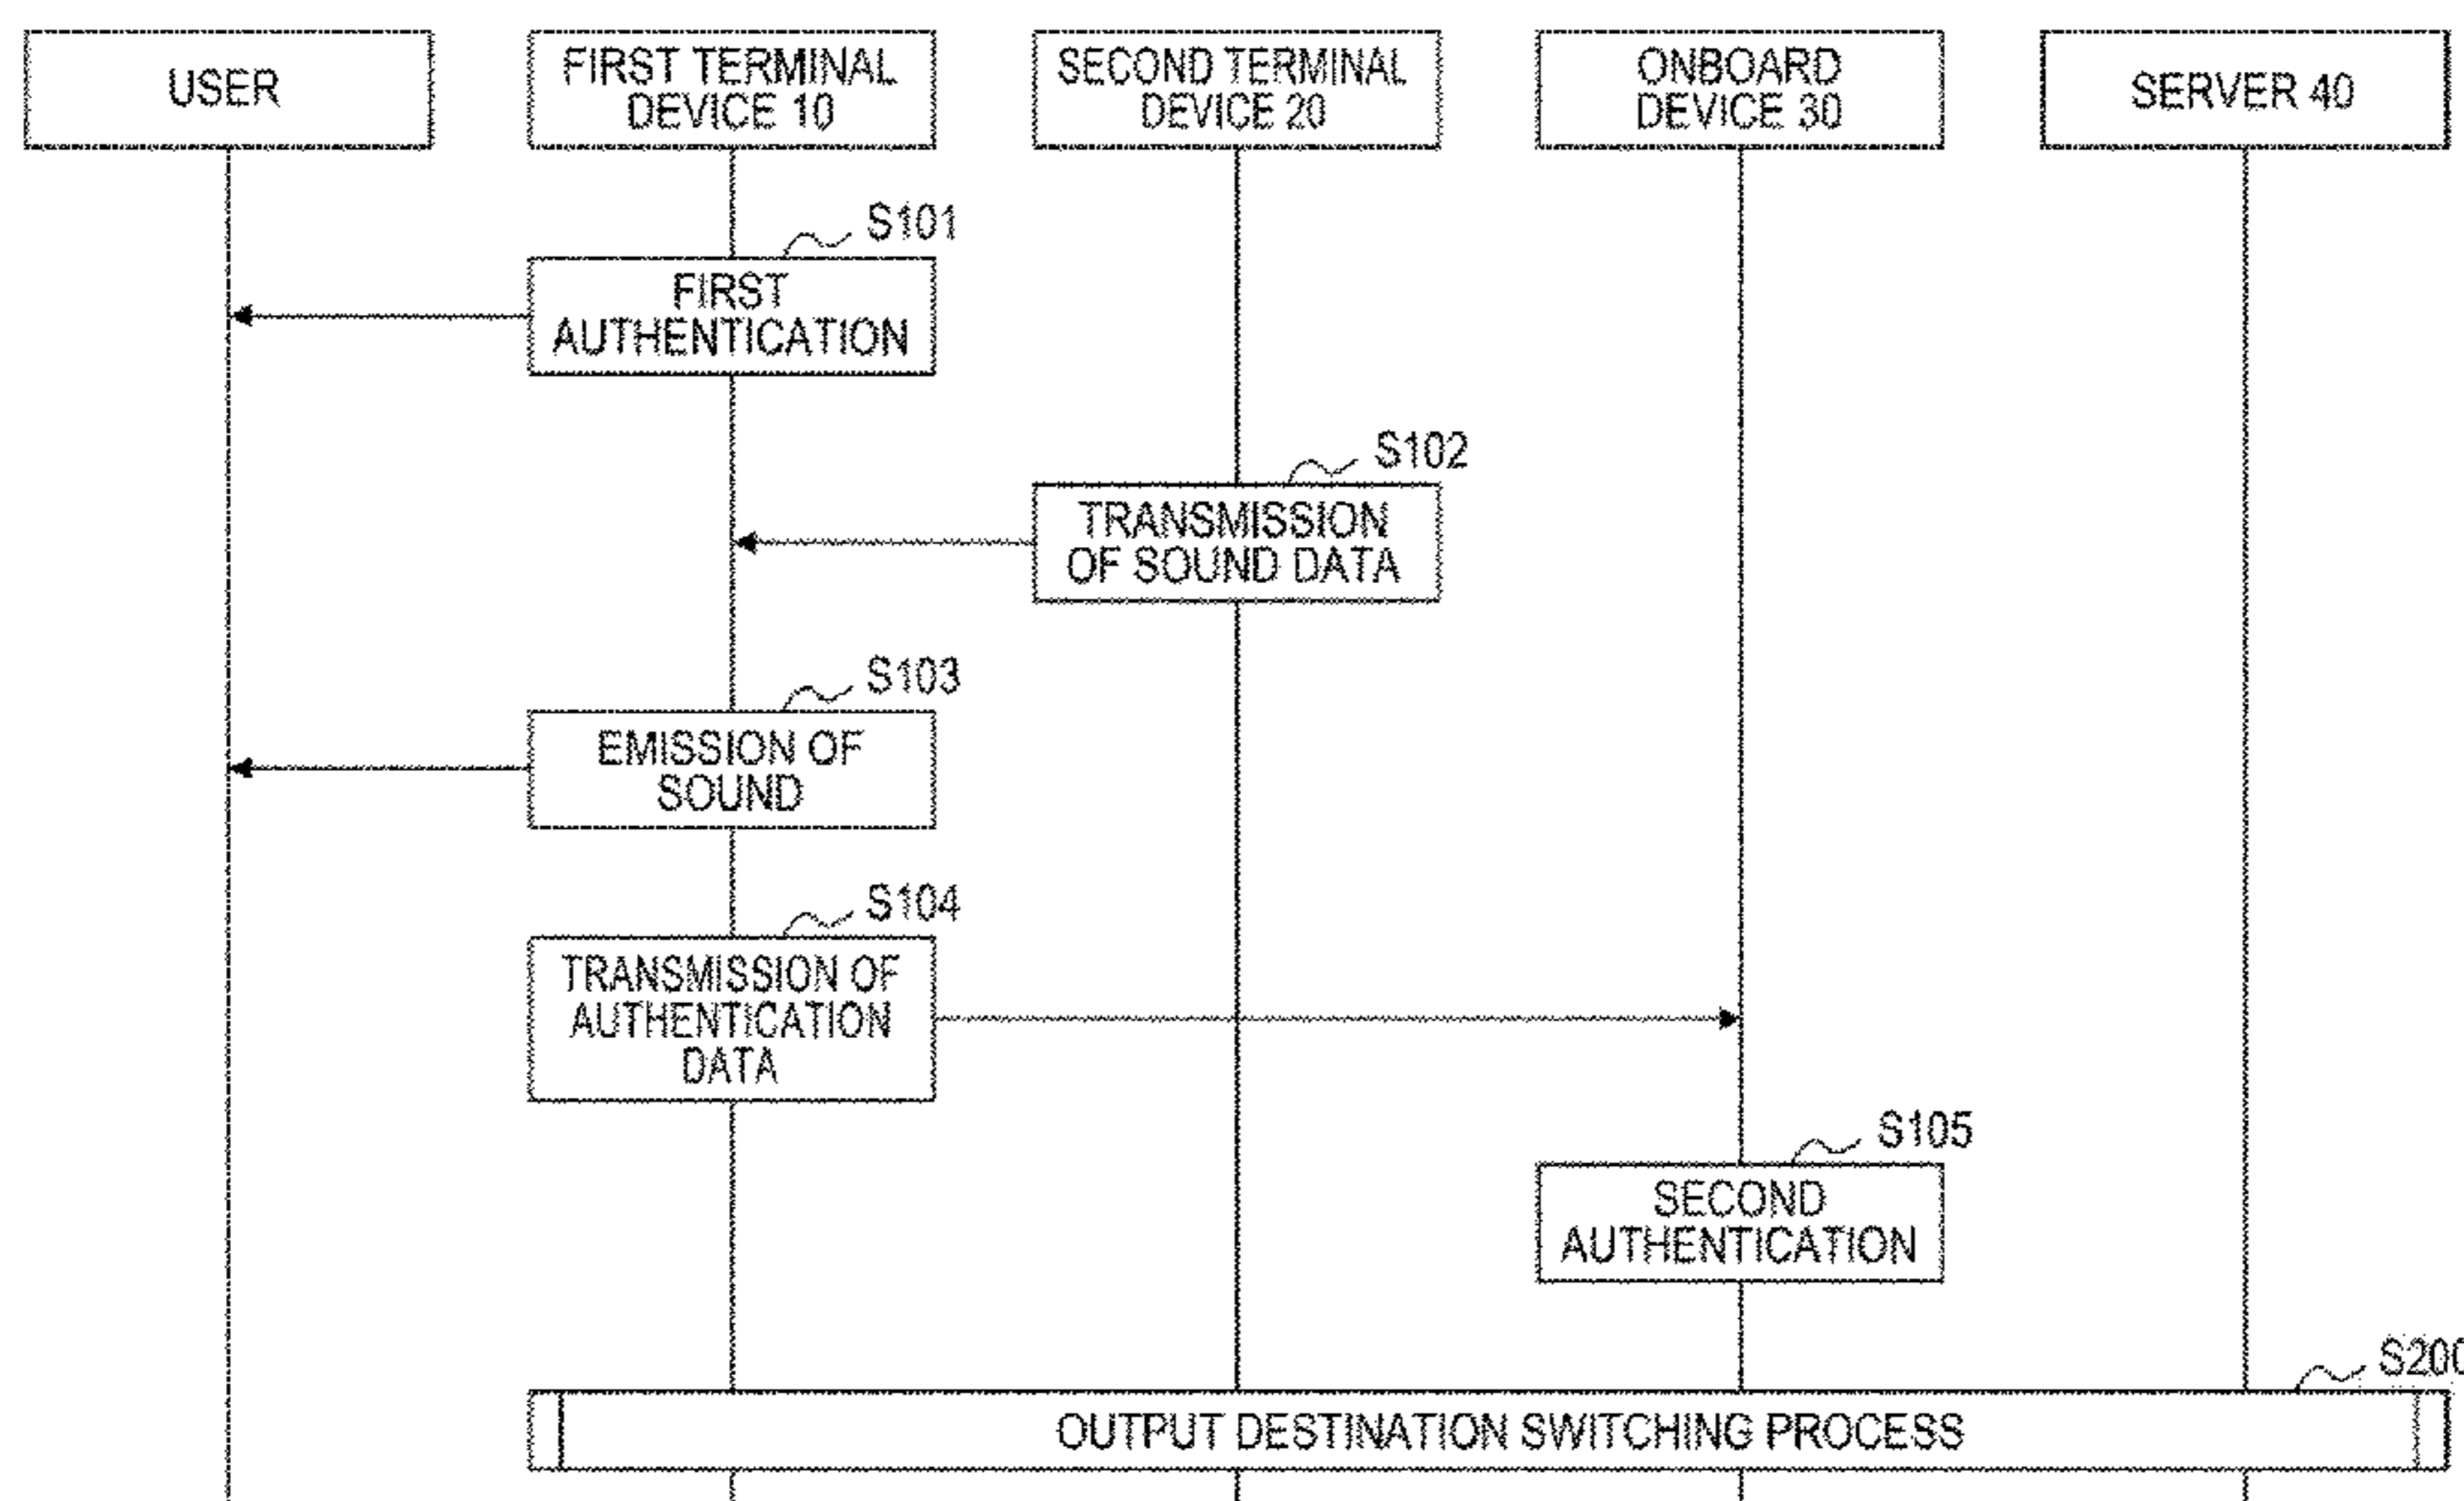 USER
FIRST TERMINAL
DEVICE 10
SECOND TERMINAL
DEVICE 20
ONBOARD
DEVICE 30
SERVER 40
S101
FIRST
AUTHENTICATION
S102
TRANSMISSION
OF SOUND DATA
S103
EMISSION OF
SOUND
S104
TRANSMISSION OF
AUTHENTICATION
DATA
S105
SECOND
AUTHENTICATION
S200
OUTPUT DESTINATION SWITCHING PROCESS